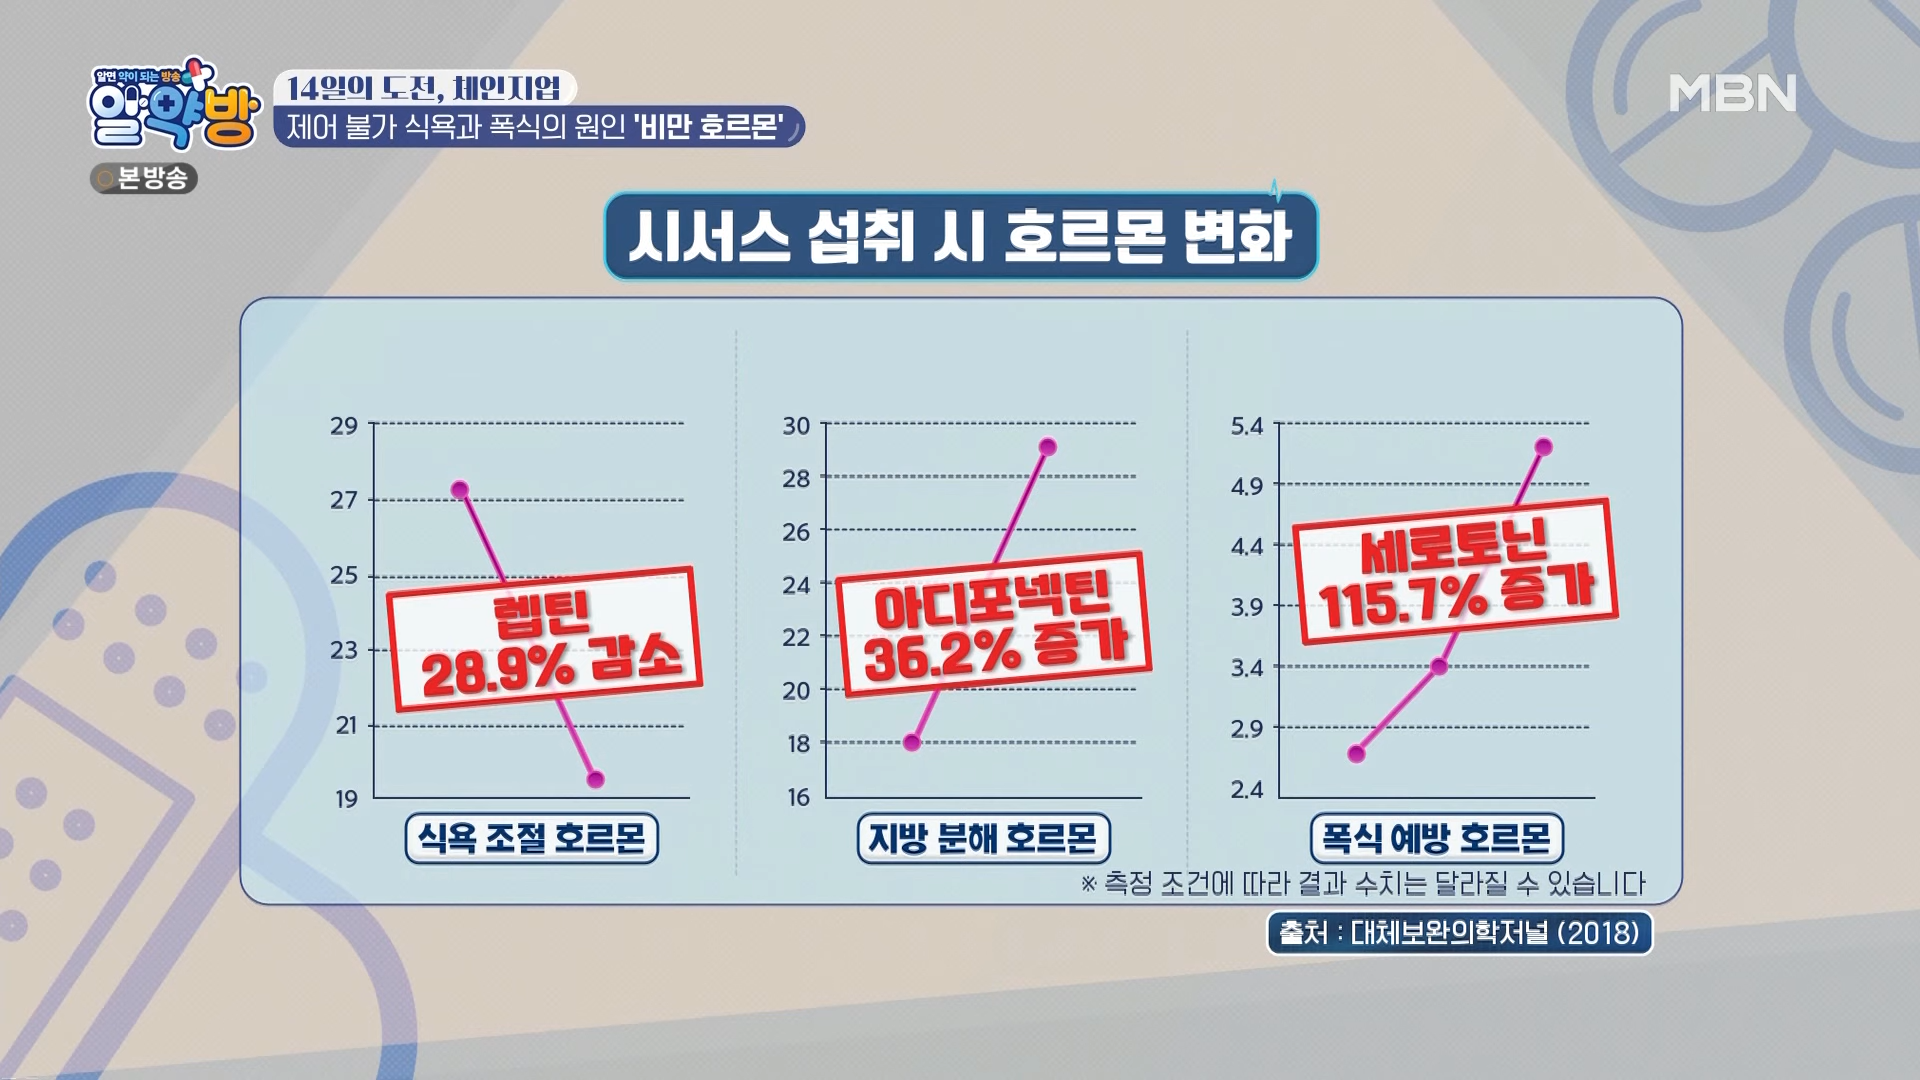 알면 약이 되는 방송
알약방
14일의 도전, 체인지업
제어 불가 식욕과 폭식의 원인 '비만 호르몬'
본방송
MBN
시서스 섭취 시 호르몬 변화
29
27
25
23
21
19
렙틴
28.9% 감소
식욕 조절 호르몬
30
28
26
24
22
20
18
16
아디포넥틴
36.2% 증가
지방 분해 호르몬
5.4
4.9
4.4
3.9
3.4
2.9
2.4
세로토닌
115.7% 증가
폭식 예방 호르몬
※ 측정 조건에 따라 결과 수치는 달라질 수 있습니다
출처 : 대체보완의학저널 (2018)